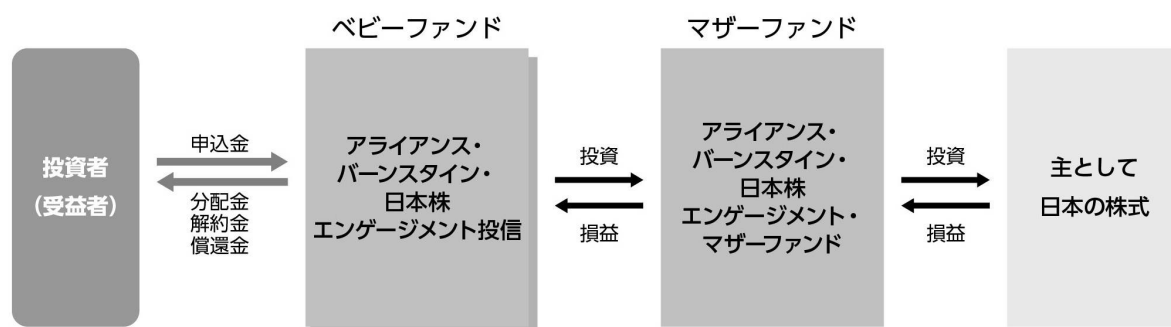 ベビーファンド
マザーファンド
投資者
（受益者）
申込金
分配金
解約金
償還金
アライアンス・
バーンスタイン・
日本株
エンゲージメント投信
投資
損益
アライアンス・
バーンスタイン・
日本株
エンゲージメント・
マザーファンド
投資
損益
主として
日本の株式